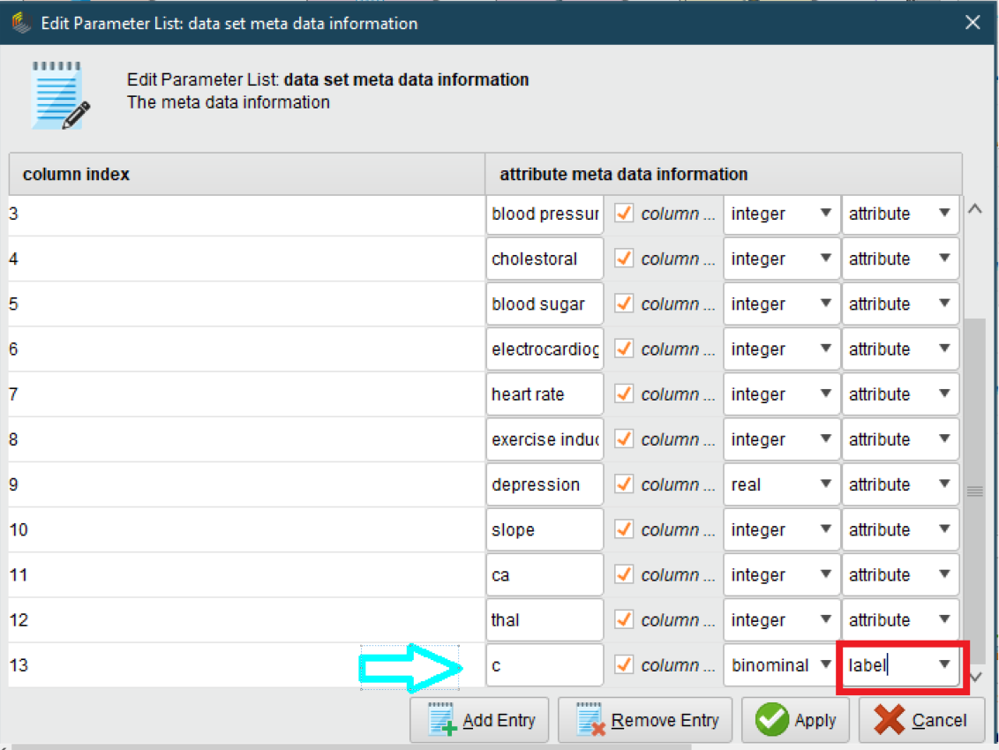 Edit Parameter List: data set meta data information
Edit Parameter List: data set meta data information
The meta data information
column index attribute meta data information
3 blood pressur column ... integer attribute
4 cholestoral column ... integer attribute
5 blood sugar column ... integer attribute
6 electrocardiog column ... integer attribute
7 heart rate column ... integer attribute
8 exercise induc column ... integer attribute
9 depression column ... real attribute
10 slope column ... integer attribute
11 ca column ... integer attribute
12 thal column ... integer attribute
13 c column ... binominal label
Add Entry Remove Entry Apply Cancel